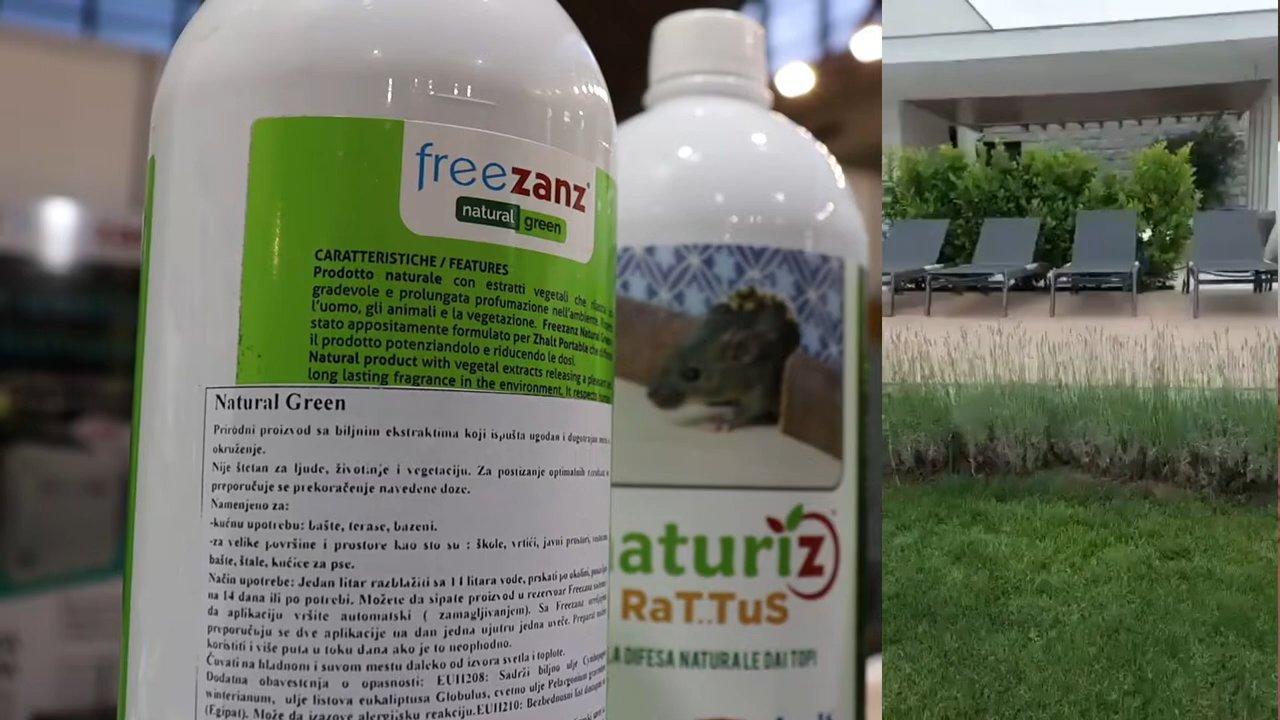 freezanz
natural green
CARATTERISTICHE / FEATURES
Prodotto naturale con estratti vegetali che
gradevole e prolungata profumazione nell'ambiente.
l'uomo, gli animali e la vegetazione. Freezanz Natural
stato appositamente formulato per Zhalt Portable che
il prodotto potenziandolo e riducendo le dosi.
Natural product with vegetal extracts releasing a
long lasting fragrance in the environment. It
Natural Green
Prirodni proizvod sa biljnim ekstraktima koji ispušta ugodan i dugotrajan
okruženje.
Nije štetan za ljude, životinje i vegetaciju. Za postizanje optimalnih
preporučuje se prekoračenje navedene doze.
Namenjeno za:
-kućnu upotrebu: bašte, terase, bazeni.
-za velike površine i prostore kao sto su : škole, vrtići, javni prostori,
bašte, štale, kućice za pse.
Način upotrebe: Jedan litar razblažiti sa 14 litara vode, prskati po okolini,
na 14 dana ili po potrebi. Možete da sipate proizvod u rezervoar Freezanz
da aplikaciju vršite automatski ( zamagljivanjem). Sa Freezanz
preporučuju se dve aplikacije na dan jedna ujutru jedna uveče. Preparat
koristiti i više puta u toku dana ako je to neophodno.
Čuvati na hladnom i suvom mestu daleko od izvora svetla i toplote.
Dodatna obavestenja o opasnosti: EUH208: Sadrži biljno ulje
winterianum, ulje listova eukaliptusa Globulus, cvetno ulje
(Egipat). Može da izazove alergijsku reakciju.EUH210: Bezbednosni list
aturiz
RaT..TuS
A DIFESA NATURALE DAI TOPI